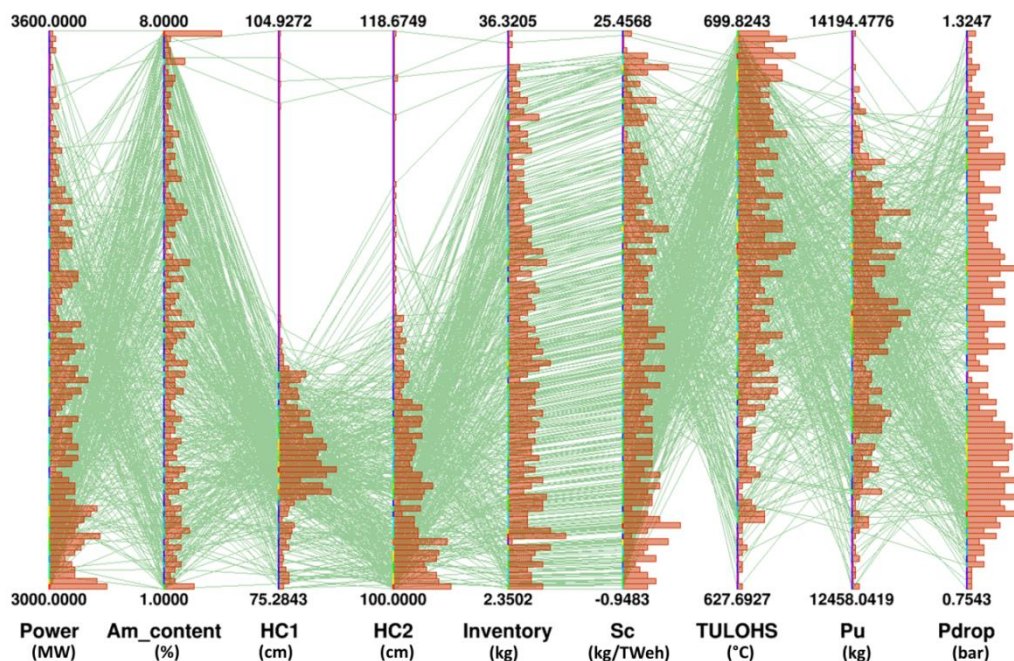 3600.0000 8.0000 104.9272 118.6749 36.3205 25.4568 699.8243 14194.4776 1.3247
3000.0000 1.0000 75.2843 100.0000 2.3502 -0.9483 627.6927 12458.0419 0.7543
Power Am_content HC1 HC2 Inventory Sc TULOHS Pu Pdrop
(MW) (%) (cm) (cm) (kg) (kg/TWeh) (°C) (kg) (bar)